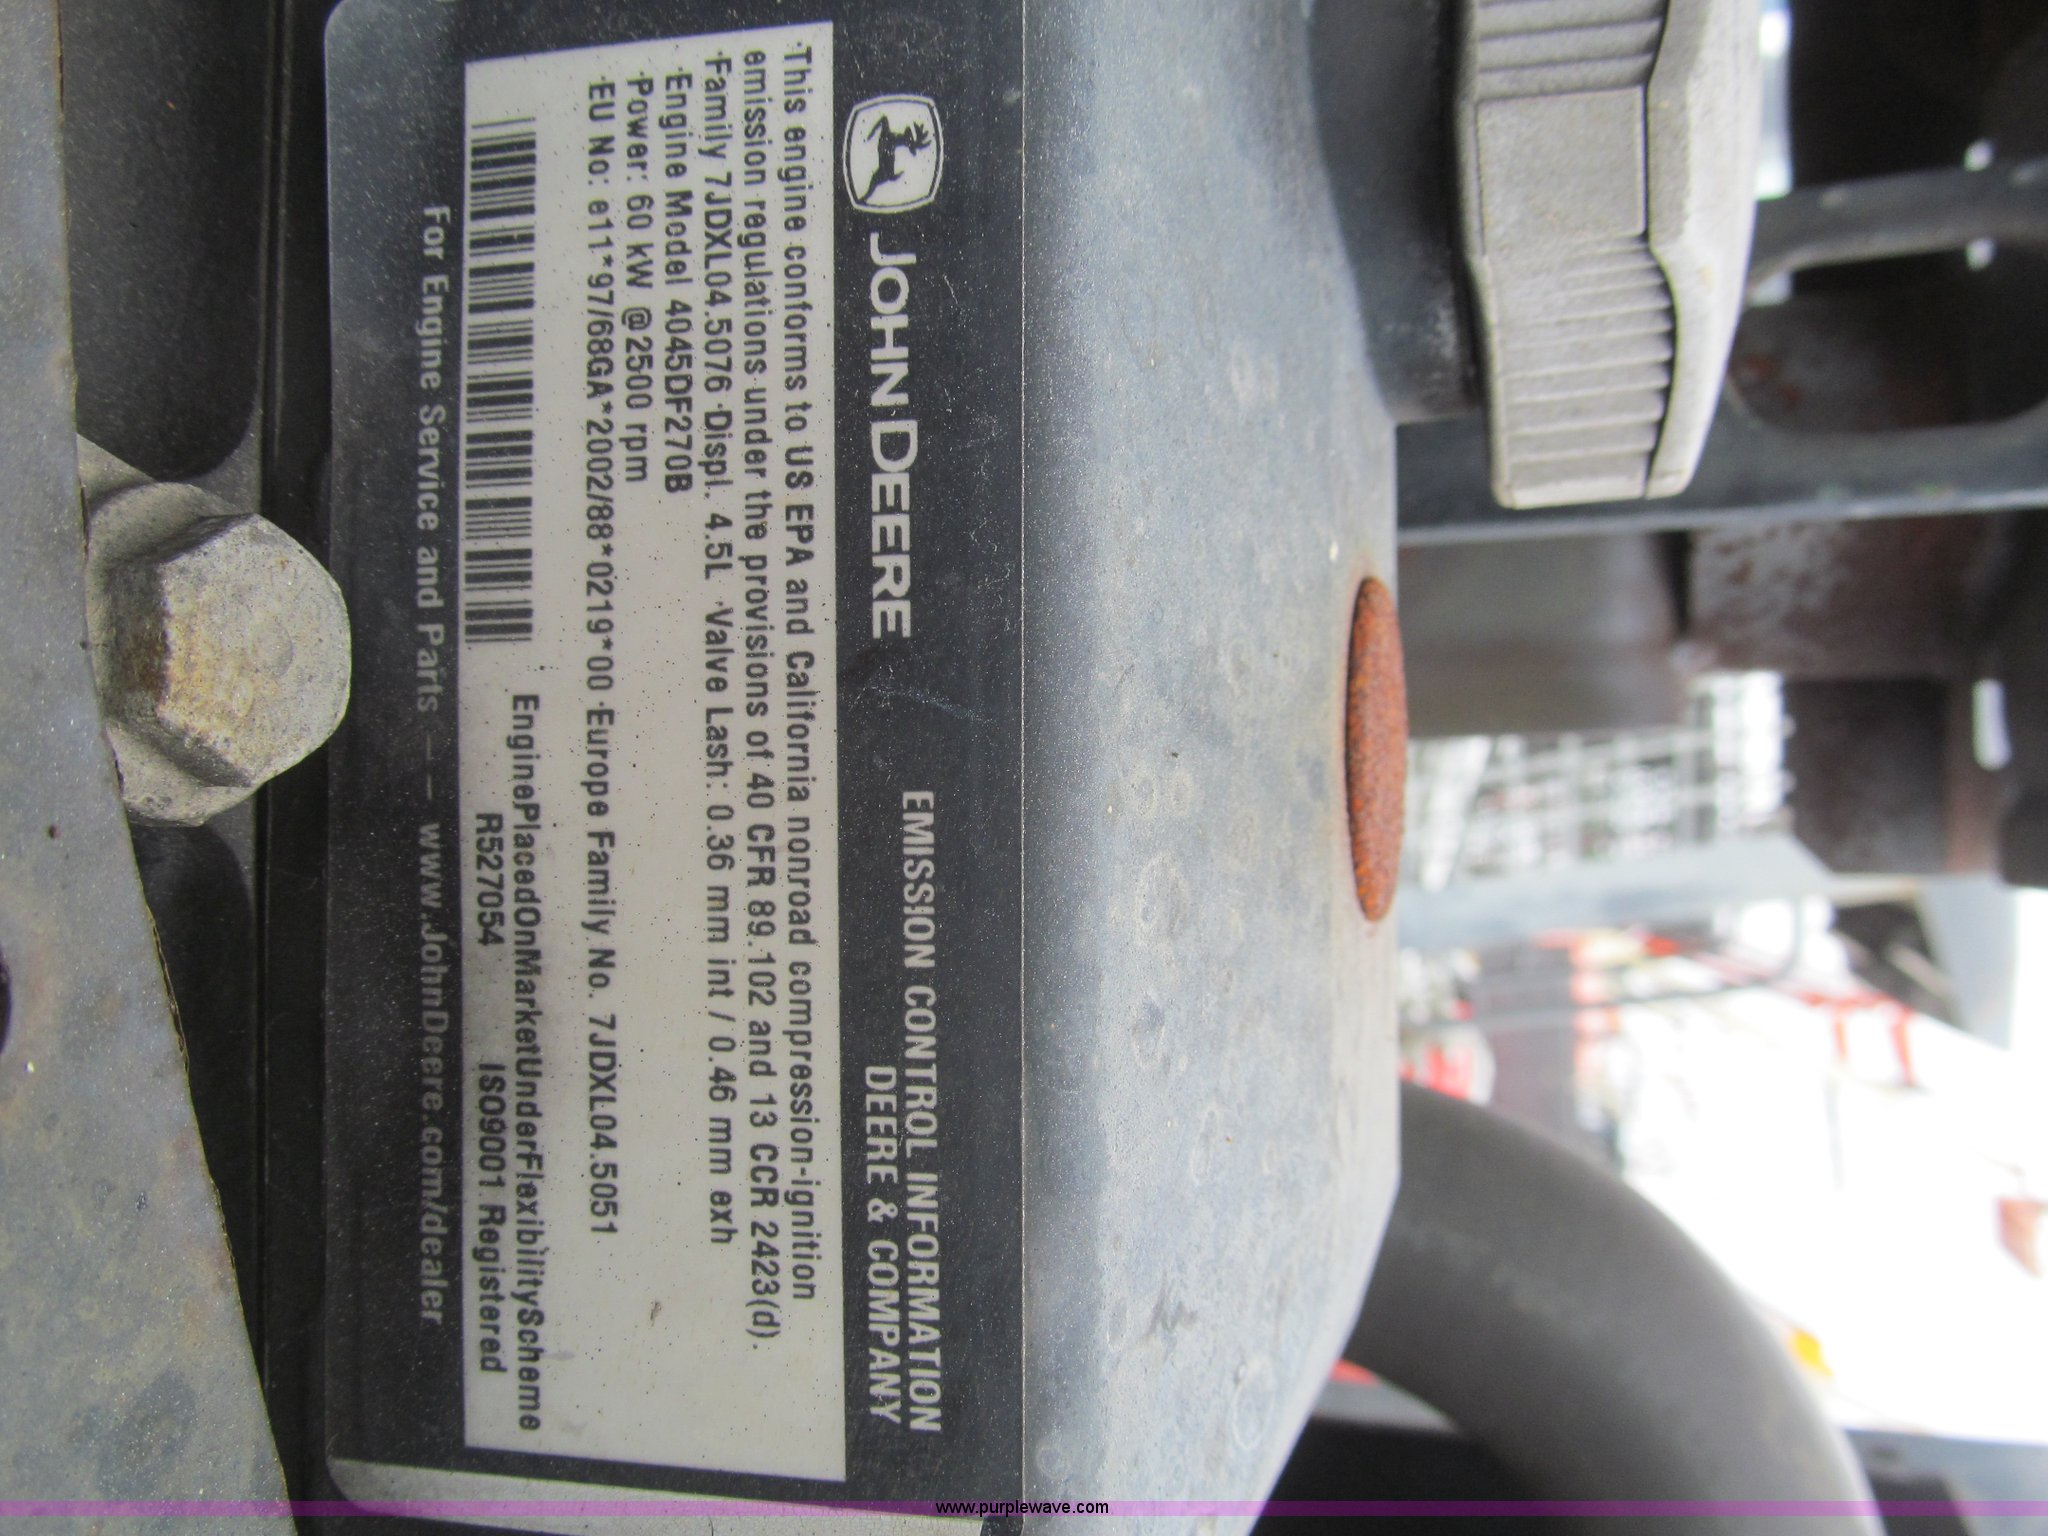 JOHN DEERE
EMISSION CONTROL INFORMATION
DEERE & COMPANY
·This engine conforms to US EPA and California nonroad compression-ignition
emission regulations under the provisions of 40 CFR 89.102 and 13 CCR 2423(d).
·Family 7JDXL04.5076 ·Displ. 4.5L ·Valve Lash: 0.36 mm int / 0.46 mm exh
·Engine Model 4045DF270B
·Power: 60 kW @2500 rpm
·EU No: e11*97/68GA*2002/88*0219*00 ·Europe Family No. 7JDXL04.5051
EnginePlacedOnMarketUnderFlexibilityScheme
R527054 ISO9001 Registered
For Engine Service and Parts -- www.JohnDeere.com/dealer
www.purplewave.com